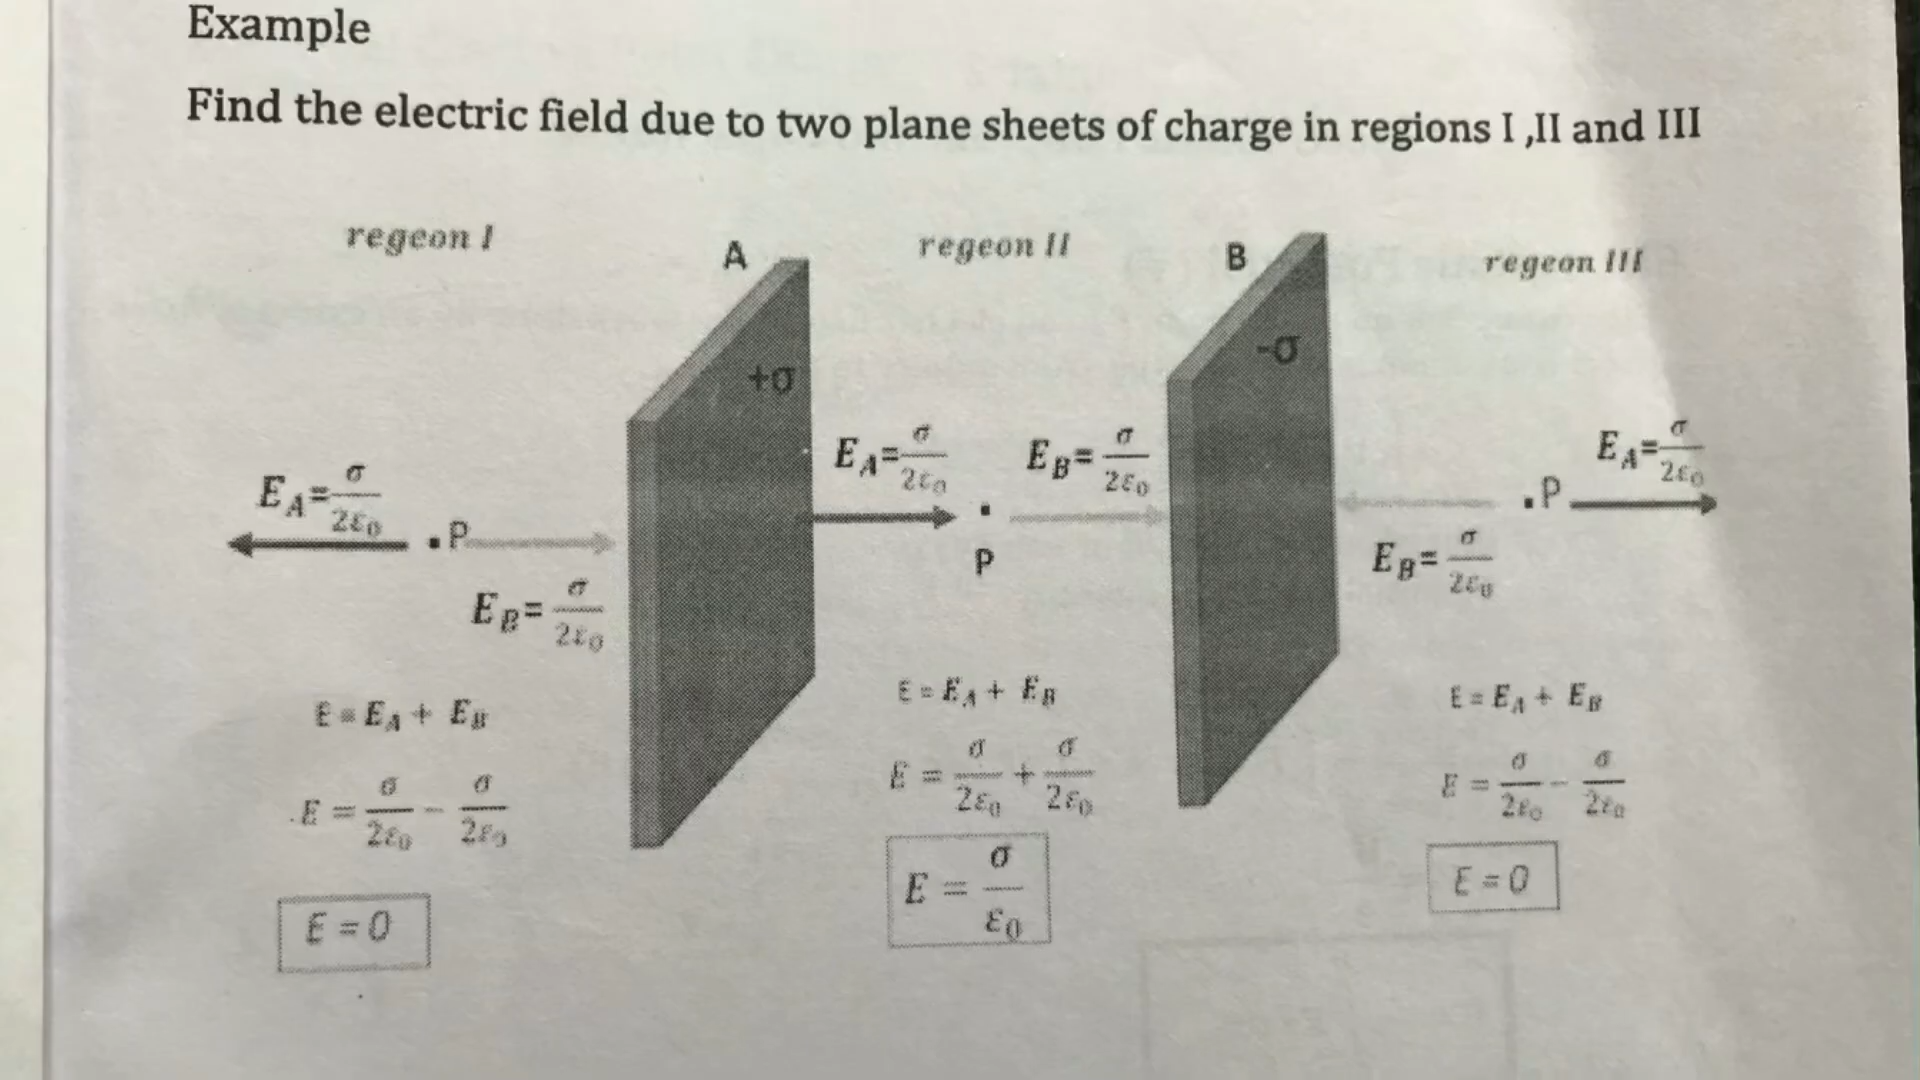 Example
Find the electric field due to two plane sheets of charge in regions I ,II and III
regeon I
A
regeon II
B
regeon III
+σ
-σ
E_A= σ/2ε₀
.P
E_B= σ/2ε₀
E_A= σ/2ε₀
E_B= σ/2ε₀
.
P
E_A= σ/2ε₀
.P
E_B= σ/2ε₀
E = E_A + E_B
E = σ/2ε₀ - σ/2ε₀
E = 0
E = E_A + E_B
E = σ/2ε₀ + σ/2ε₀
E = σ/ε₀
E = E_A + E_B
E = σ/2ε₀ - σ/2ε₀
E = 0